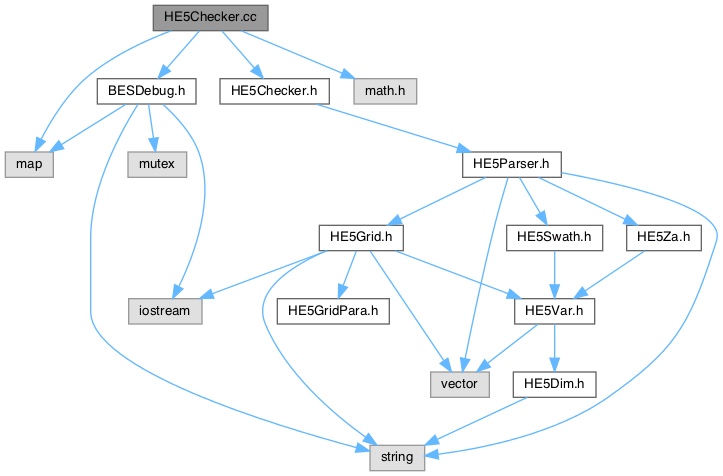 HE5Checker.cc
BESDebug.h
HE5Checker.h
math.h
map
mutex
HE5Parser.h
HE5Grid.h
HE5Swath.h
HE5Za.h
iostream
HE5GridPara.h
HE5Var.h
vector
HE5Dim.h
string